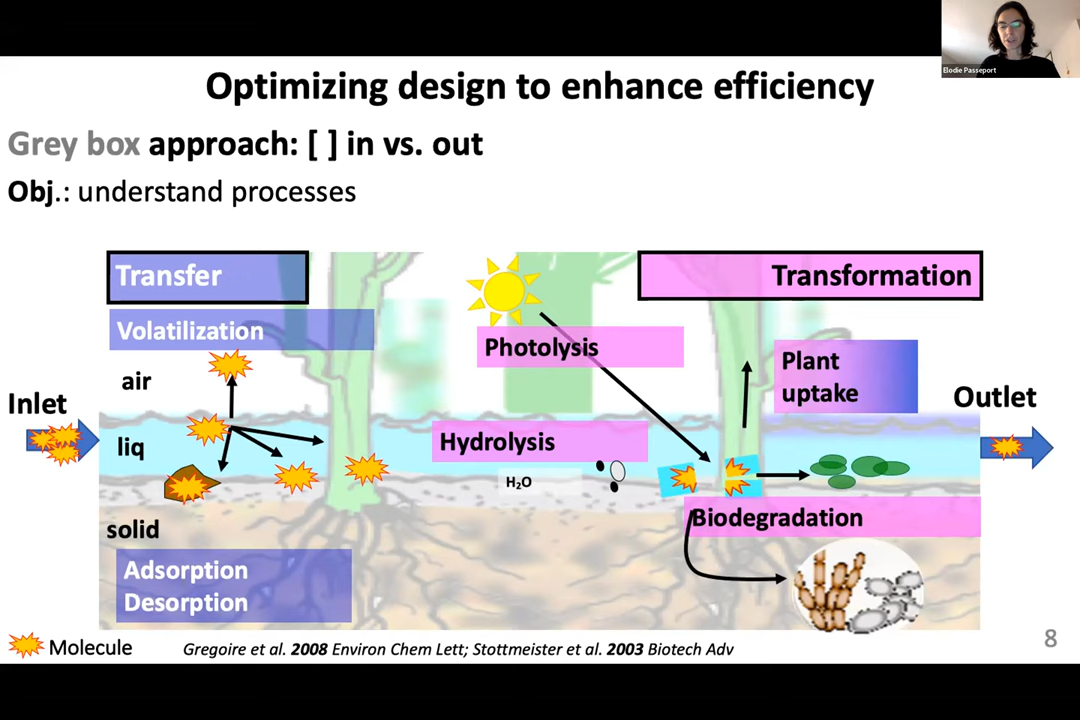 Elodie Passeport
Optimizing design to enhance efficiency
Grey box approach: [ ] in vs. out
Obj.: understand processes
Transfer
Transformation
Volatilization
Photolysis
Plant
uptake
air
Inlet
Outlet
liq
Hydrolysis
H₂O
Biodegradation
solid
Adsorption
Desorption
Molecule
Gregoire et al. 2008 Environ Chem Lett; Stottmeister et al. 2003 Biotech Adv
8